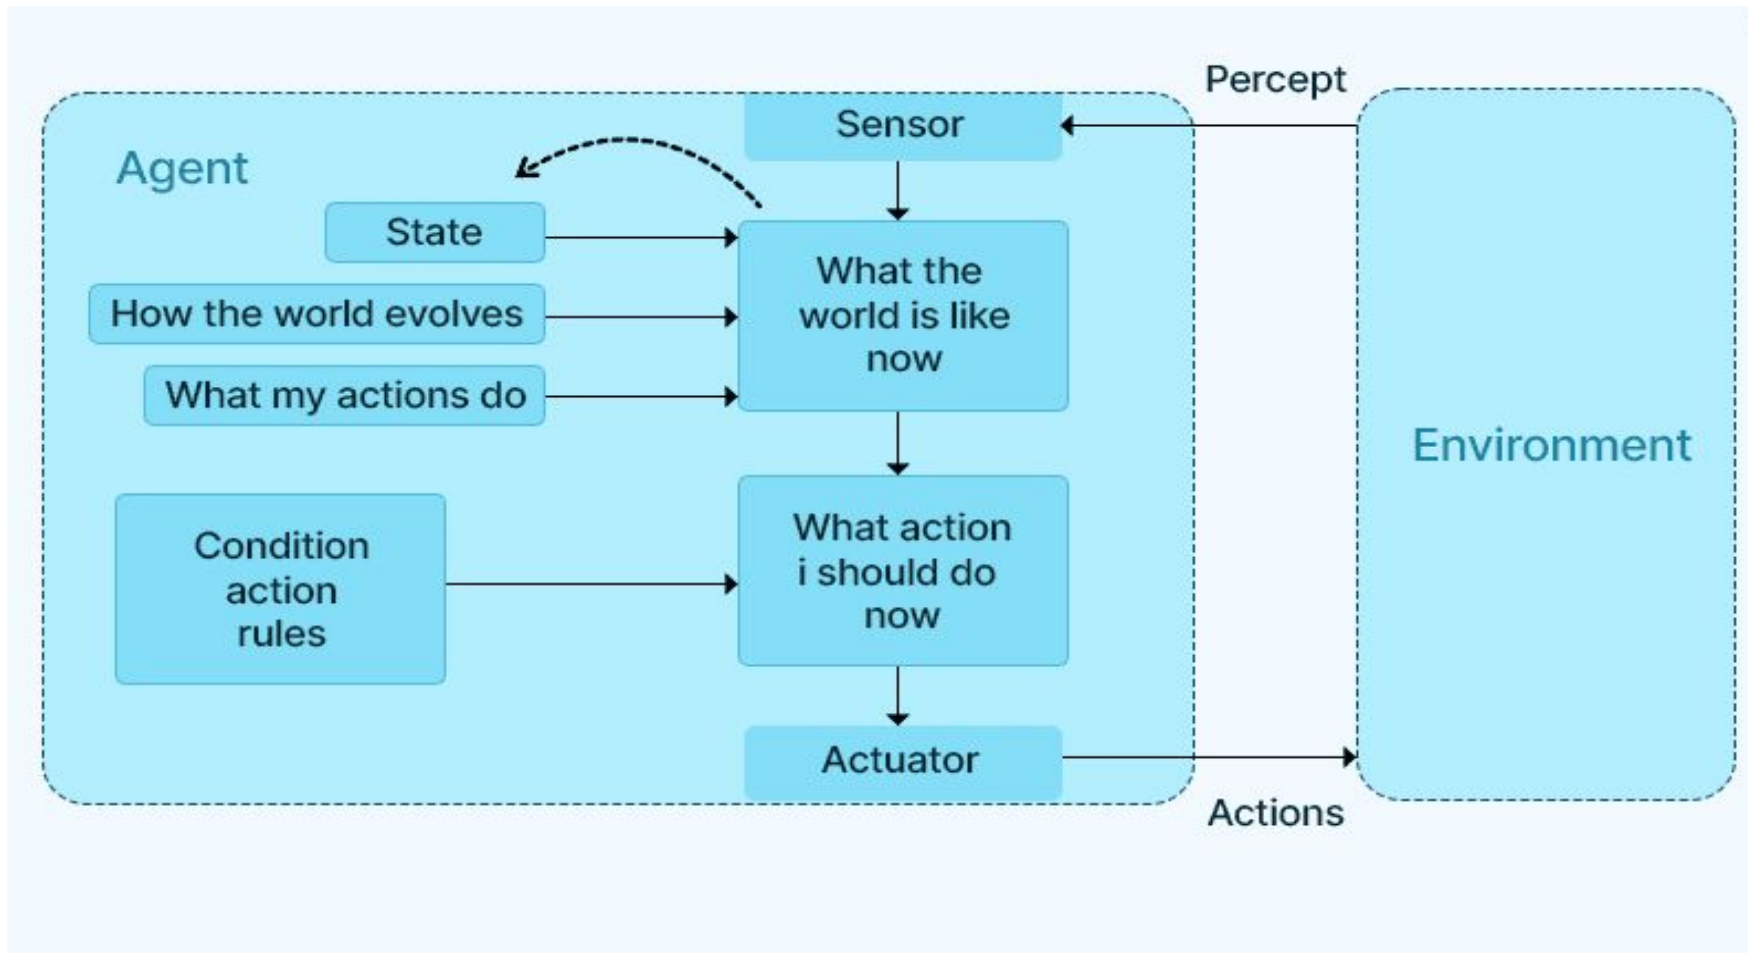 Percept
Sensor
Agent
State
What the
world is like
now
How the world evolves
What my actions do
Environment
Condition
action
rules
What action
i should do
now
Actuator
Actions